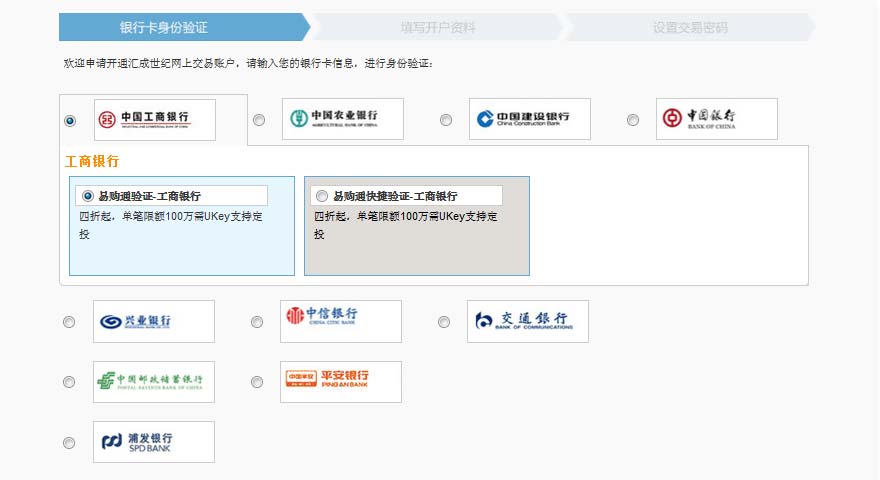 银行卡身份验证
填写开户资料
设置交易密码
欢迎申请开通汇成世纪网上交易账户，请输入您的银行卡信息，进行身份验证：
中国工商银行
INDUSTRIAL AND COMMERCIAL BANK OF CHINA
中国农业银行
AGRICULTURAL BANK OF CHINA
中国建设银行
China Construction Bank
中国银行
BANK OF CHINA
工商银行
易购通验证-工商银行
四折起，单笔限额100万需UKey支持定
投
易购通快捷验证-工商银行
四折起，单笔限额100万需UKey支持定
投
兴业银行
中信银行
CHINA CITIC BANK
交通银行
BANK OF COMMUNICATIONS
中国邮政储蓄银行
POSTAL SAVINGS BANK OF CHINA
中国平安
平安银行
PINGAN BANK
浦发银行
SPD BANK